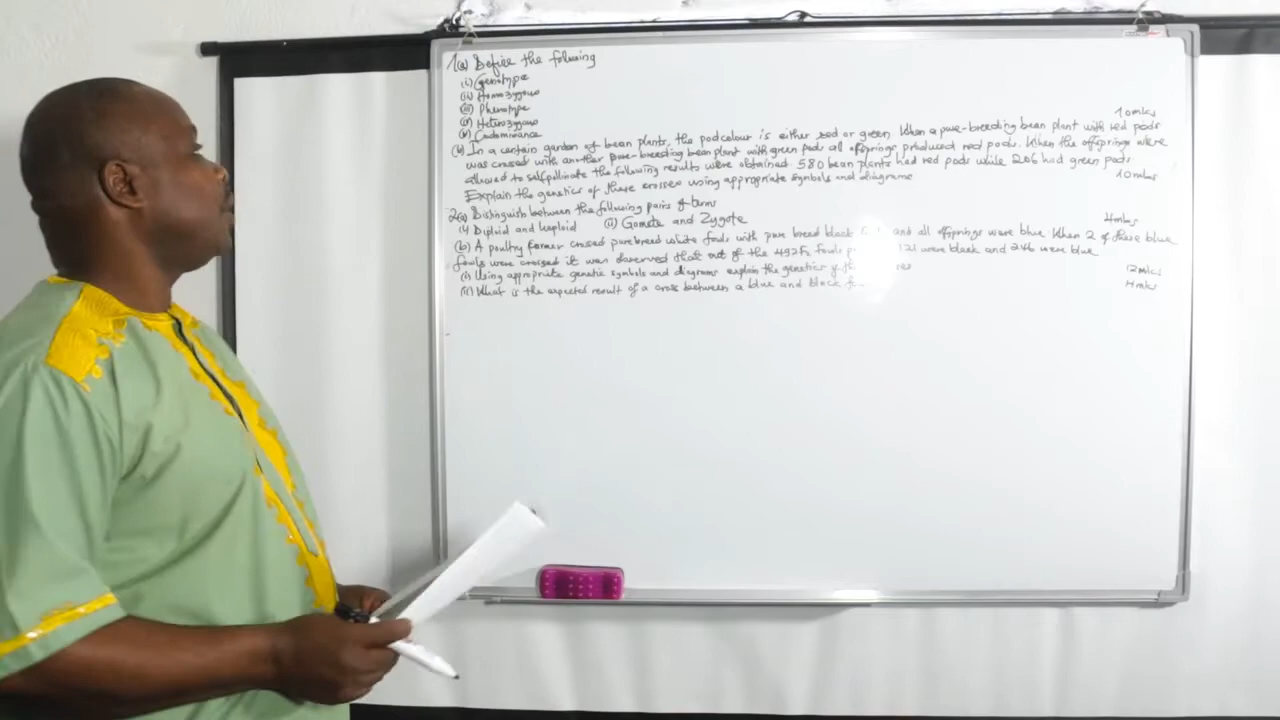 1(a) Define the following
(i) Genotype
(ii) Homozygous
(iii) Phenotype
(iv) Heterozygous
(v) Codominance
10mks
(b) In a certain garden of bean plants, the pod colour is either red or green. When a pure-breeding bean plant with red pods
was crossed with another pure-breeding bean plant with green pods all offsprings produced red pods. When the offsprings were
allowed to selfpollinate the following results were obtained. 580 bean plants had red pods while 206 had green pods
Explain the genetics of these crosses using appropriate symbols and diagrams
10mks
2(a) Distinguish between the following pairs of terms
(i) Diploid and haploid (ii) Gamete and Zygote
4mks
(b) A poultry farmer crossed purebreed white fowls with pure breed black and all offsprings were blue. When 2 of these blue
fowls were crossed it was observed that out of the 492 F2 fowls 121 were black and 246 were blue
(i) Using appropriate genetic symbols and diagrams explain the genetics of
12mks
(ii) What is the expected result of a cross between a blue and black
4mks